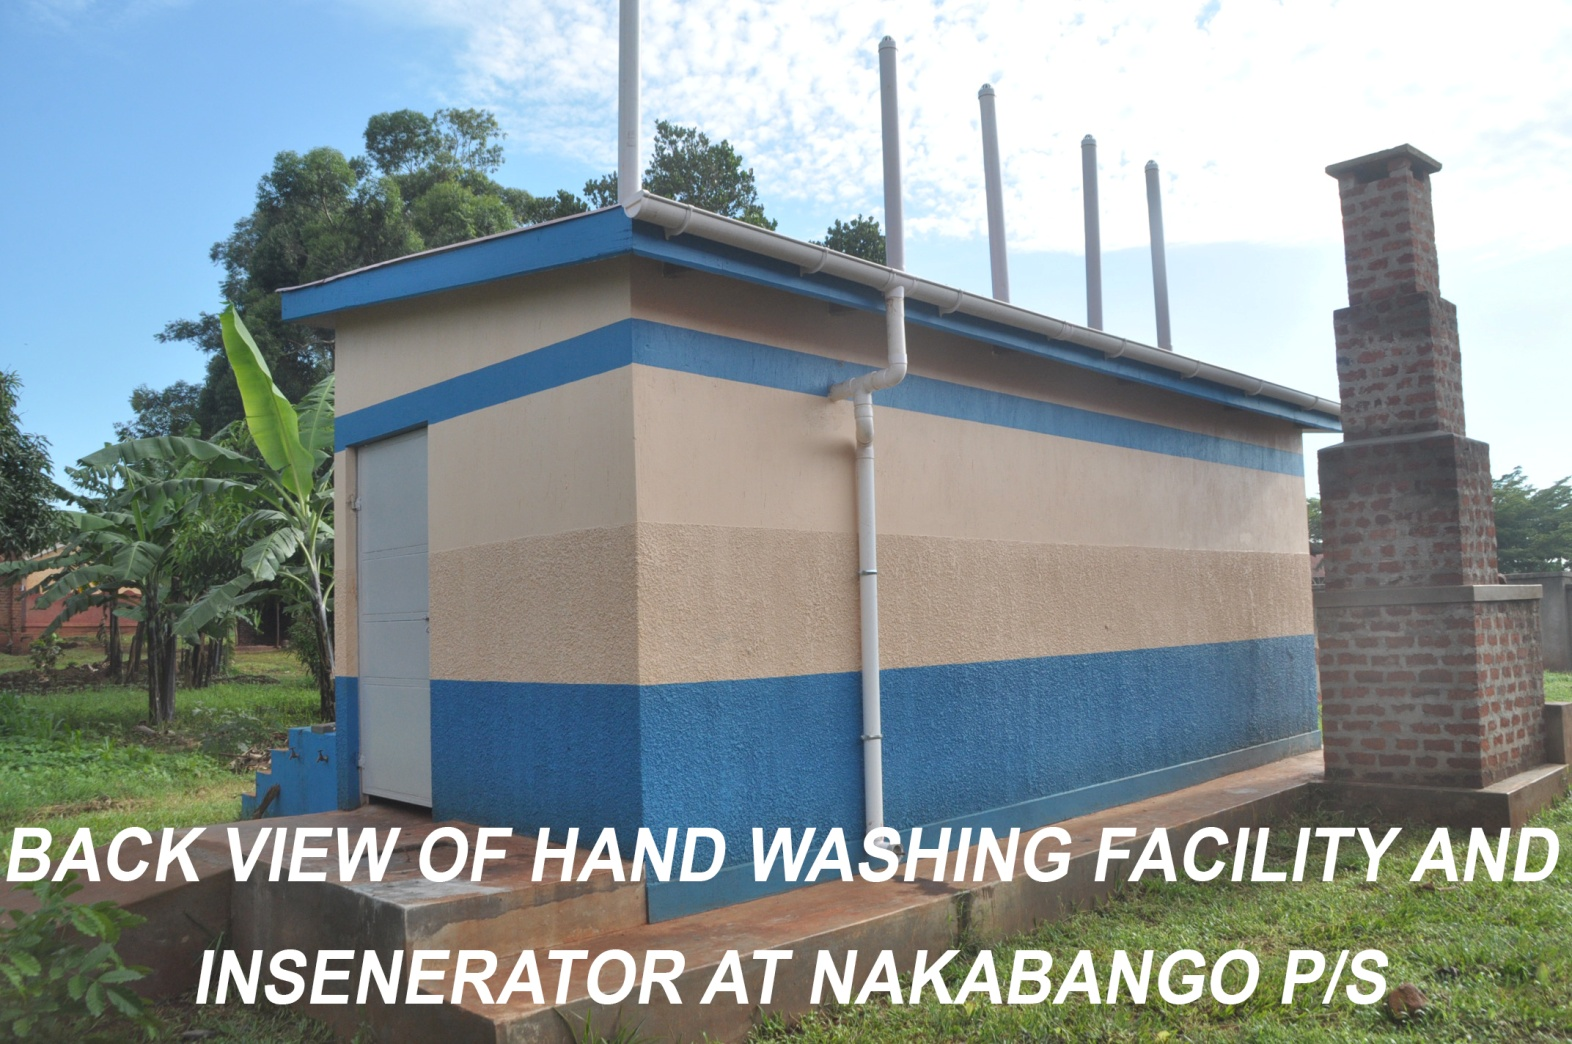 BACK VIEW OF HAND WASHING FACILITY AND
INSENERATOR AT NAKABANGO P/S